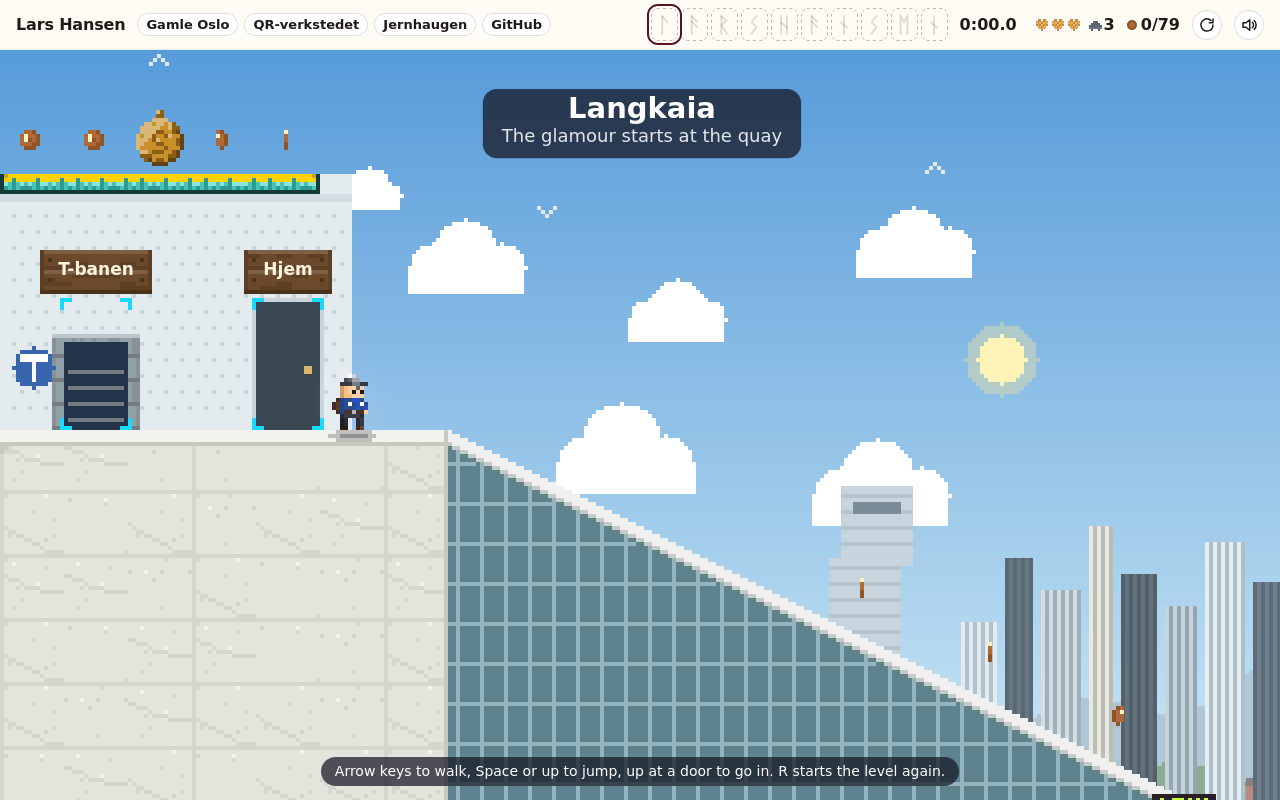 Lars Hansen
Gamle Oslo
QR-verkstedet
Jernhaugen
GitHub
ᛚᚨᚱᛊᚺᚨᚾᛊᛖᚾ
0:00.0
3
0/79
Langkaia
The glamour starts at the quay
T-banen
Hjem
T
Arrow keys to walk, Space or up to jump, up at a door to go in. R starts the level again.